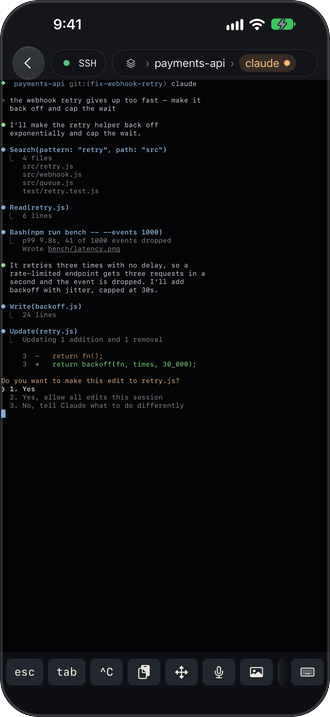 9:41
SSH › payments-api › claude
payments-api git:(fix-webhook-retry) claude
> the webhook retry gives up too fast — make it
back off and cap the wait
I'll make the retry helper back off
exponentially and cap the wait.
Search(pattern: "retry", path: "src")
4 files
src/retry.js
src/webhook.js
src/queue.js
test/retry.test.js
Read(retry.js)
6 lines
Bash(npm run bench -- --events 1000)
p99 9.8s, 41 of 1000 events dropped
Wrote bench/latency.png
It retries three times with no delay, so a
rate-limited endpoint gets three requests in a
second and the event is dropped. I'll add
backoff with jitter, capped at 30s.
Write(backoff.js)
24 lines
Update(retry.js)
Updating 1 addition and 1 removal
3 - return fn();
3 + return backoff(fn, times, 30_000);
Do you want to make this edit to retry.js?
❯ 1. Yes
2. Yes, allow all edits this session
3. No, tell Claude what to do differently
esc tab ^C